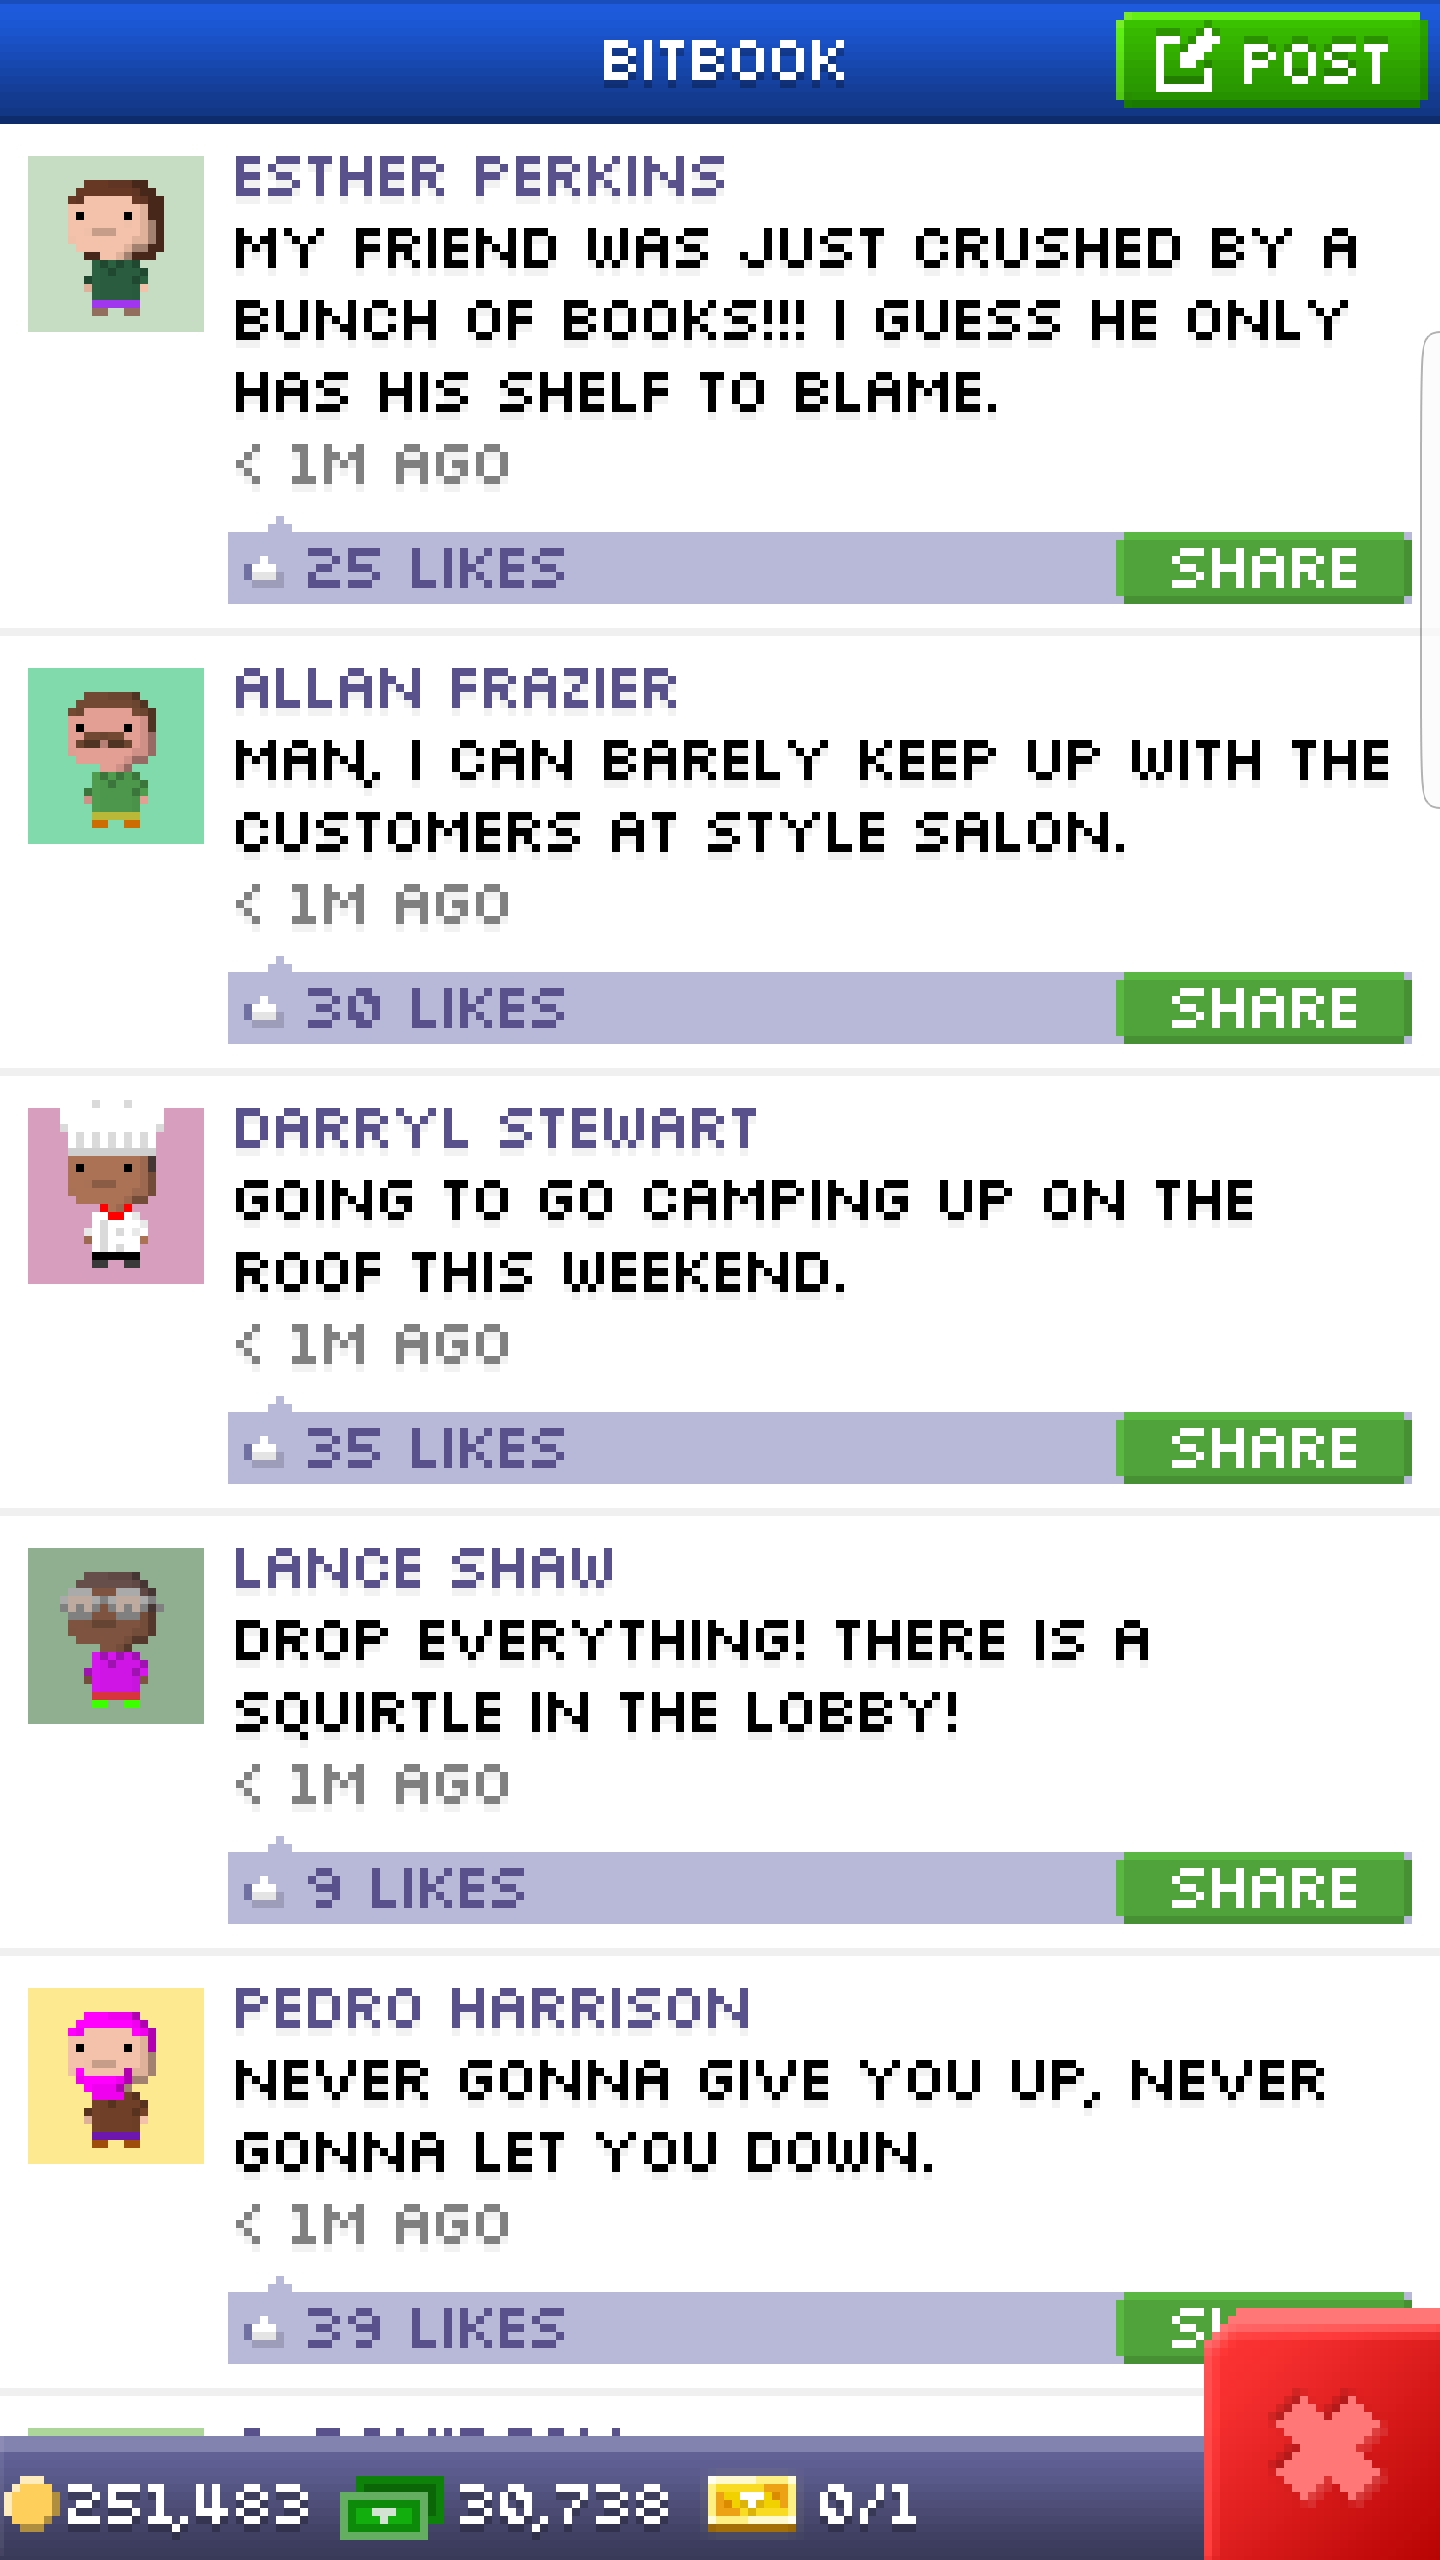 BITBOOK
POST
ESTHER PERKINS
MY FRIEND WAS JUST CRUSHED BY A
BUNCH OF BOOKS!!! I GUESS HE ONLY
HAS HIS SHELF TO BLAME.
< 1M AGO
25 LIKES
SHARE
ALLAN FRAZIER
MAN, I CAN BARELY KEEP UP WITH THE
CUSTOMERS AT STYLE SALON.
< 1M AGO
30 LIKES
SHARE
DARRYL STEWART
GOING TO GO CAMPING UP ON THE
ROOF THIS WEEKEND.
< 1M AGO
35 LIKES
SHARE
LANCE SHAW
DROP EVERYTHING! THERE IS A
SQUIRTLE IN THE LOBBY!
< 1M AGO
9 LIKES
SHARE
PEDRO HARRISON
NEVER GONNA GIVE YOU UP, NEVER
GONNA LET YOU DOWN.
< 1M AGO
39 LIKES
251,483
30,738
0/1